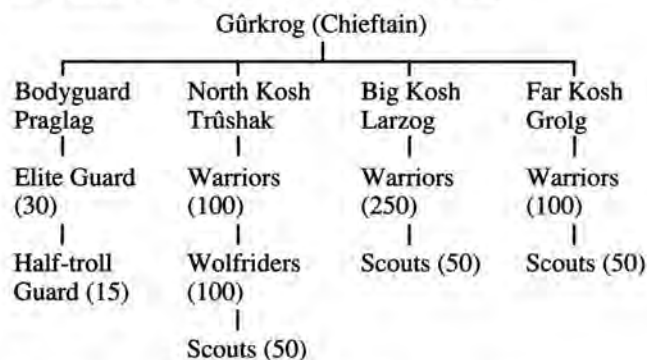 Gûrkrog (Chieftain)
Bodyguard
Praglag
Elite Guard
(30)
Half-troll
Guard (15)
North Kosh
Trûshak
Warriors
(100)
Wolfriders
(100)
Scouts (50)
Big Kosh
Larzog
Warriors
(250)
Scouts (50)
Far Kosh
Grolg
Warriors
(100)
Scouts (50)